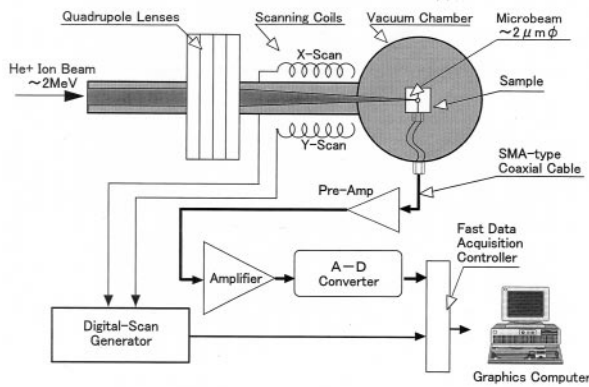 Quadrupole Lenses
Scanning Coils
Vacuum Chamber
Microbeam
~2μmφ
X-Scan
He+ Ion Beam
~2MeV
Sample
Y-Scan
SMA-type
Coaxial Cable
Pre-Amp
Fast Data
Acquisition
Controller
Amplifier
A-D
Converter
Digital-Scan
Generator
Graphics Computer